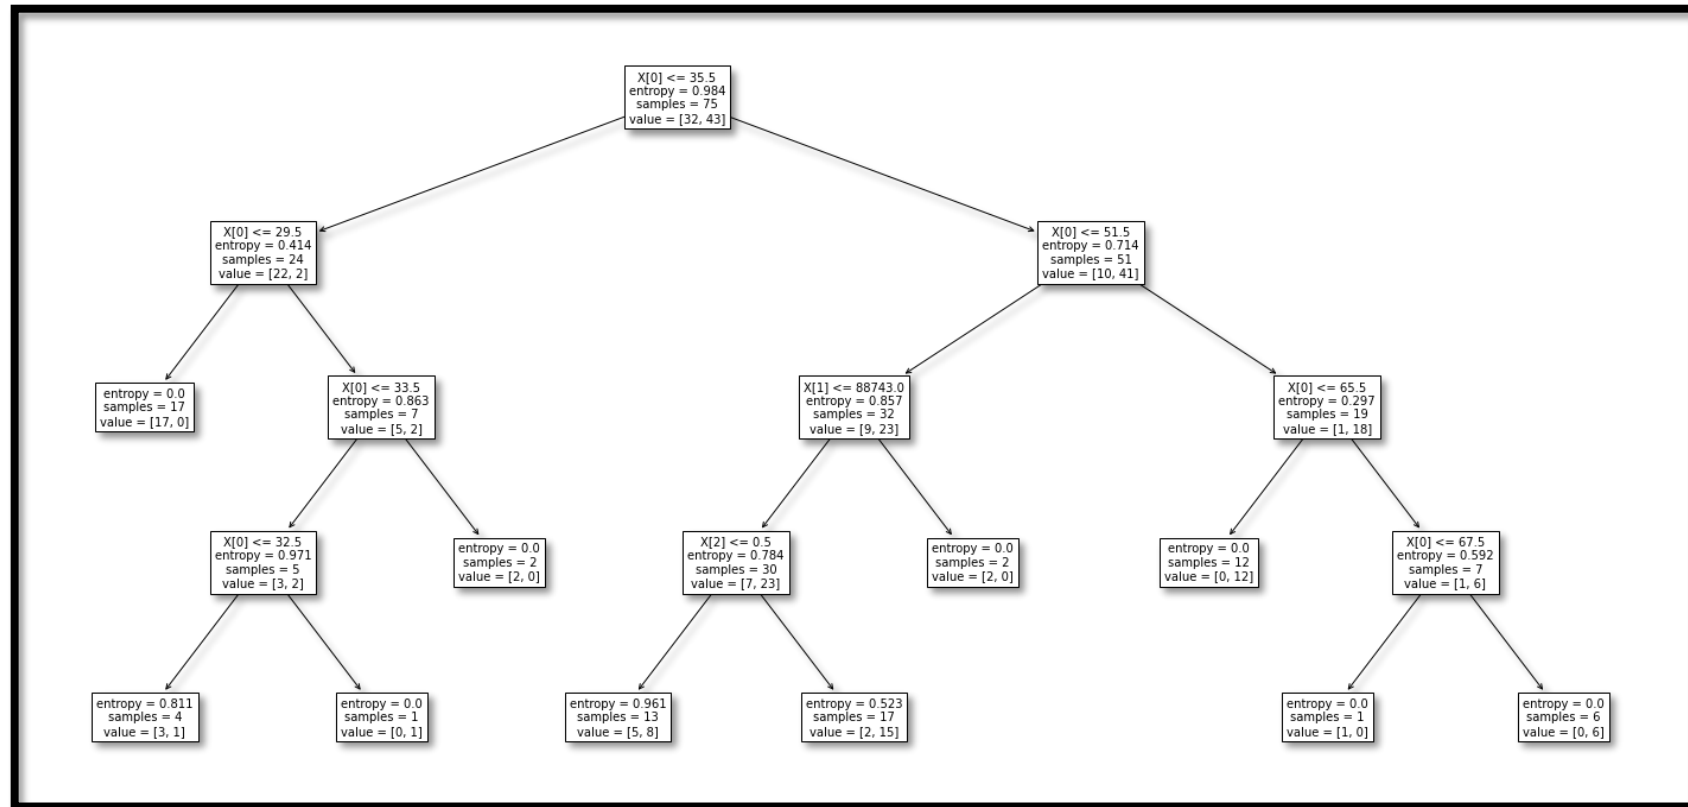 X[0] <= 35.5
entropy = 0.984
samples = 75
value = [32, 43]
X[0] <= 29.5
entropy = 0.414
samples = 24
value = [22, 2]
X[0] <= 51.5
entropy = 0.714
samples = 51
value = [10, 41]
entropy = 0.0
samples = 17
value = [17, 0]
X[0] <= 33.5
entropy = 0.863
samples = 7
value = [5, 2]
X[1] <= 88743.0
entropy = 0.857
samples = 32
value = [9, 23]
X[0] <= 65.5
entropy = 0.297
samples = 19
value = [1, 18]
X[0] <= 32.5
entropy = 0.971
samples = 5
value = [3, 2]
entropy = 0.0
samples = 2
value = [2, 0]
X[2] <= 0.5
entropy = 0.784
samples = 30
value = [7, 23]
entropy = 0.0
samples = 2
value = [2, 0]
entropy = 0.0
samples = 12
value = [0, 12]
X[0] <= 67.5
entropy = 0.592
samples = 7
value = [1, 6]
entropy = 0.811
samples = 4
value = [3, 1]
entropy = 0.0
samples = 1
value = [0, 1]
entropy = 0.961
samples = 13
value = [5, 8]
entropy = 0.523
samples = 17
value = [2, 15]
entropy = 0.0
samples = 1
value = [1, 0]
entropy = 0.0
samples = 6
value = [0, 6]